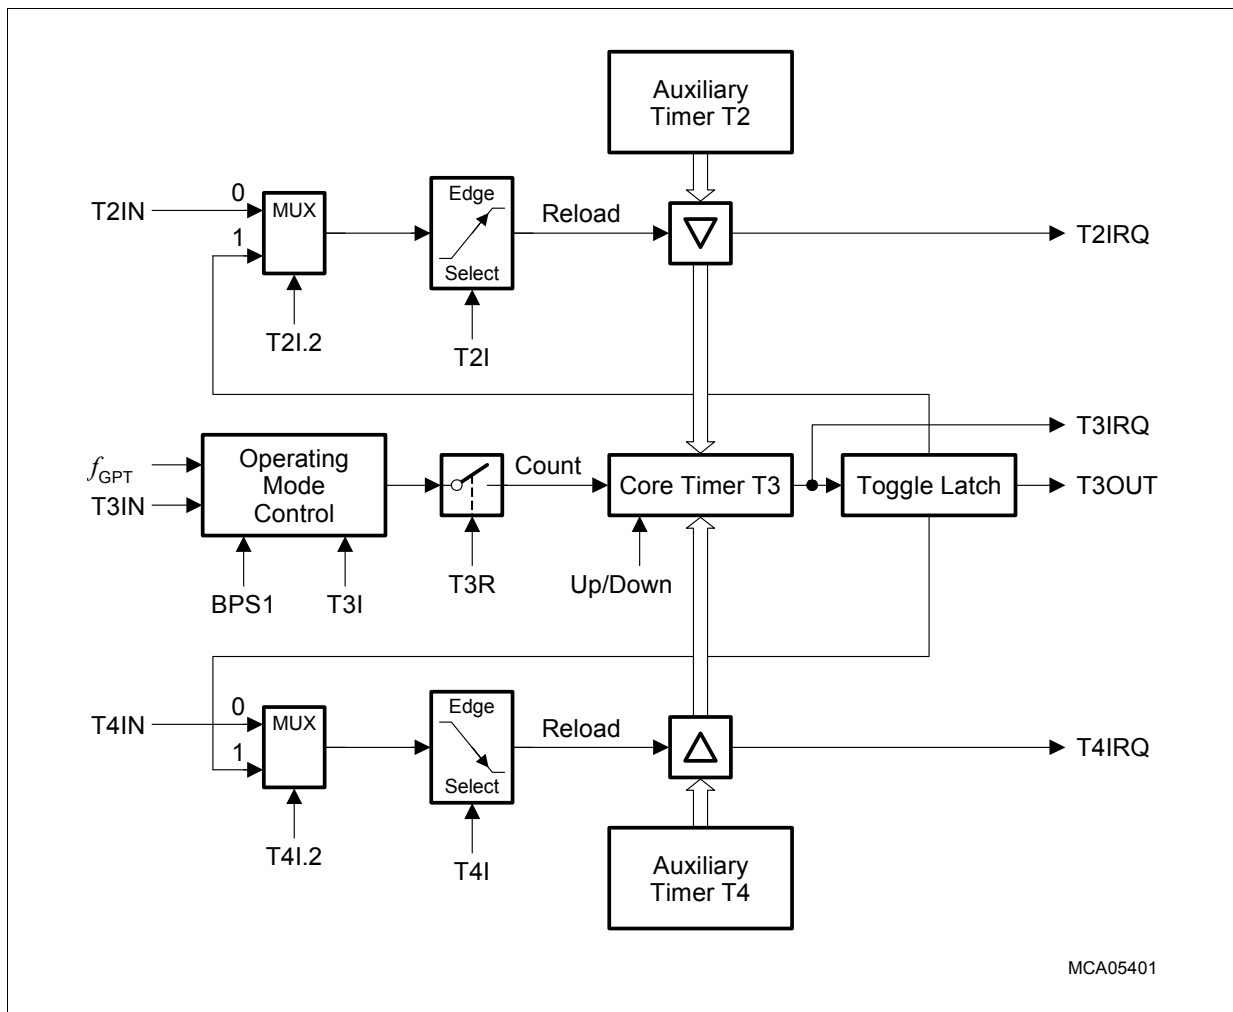 Auxiliary
Timer T2
T2IN
0
1
MUX
Edge
Select
Reload
T2IRQ
T2I.2
T2I
T3IRQ
fGPT
T3IN
Operating
Mode
Control
Count
Core Timer T3
Toggle Latch
T3OUT
BPS1
T3I
T3R
Up/Down
T4IN
0
1
MUX
Edge
Select
Reload
T4IRQ
T4I.2
T4I
Auxiliary
Timer T4
MCA05401